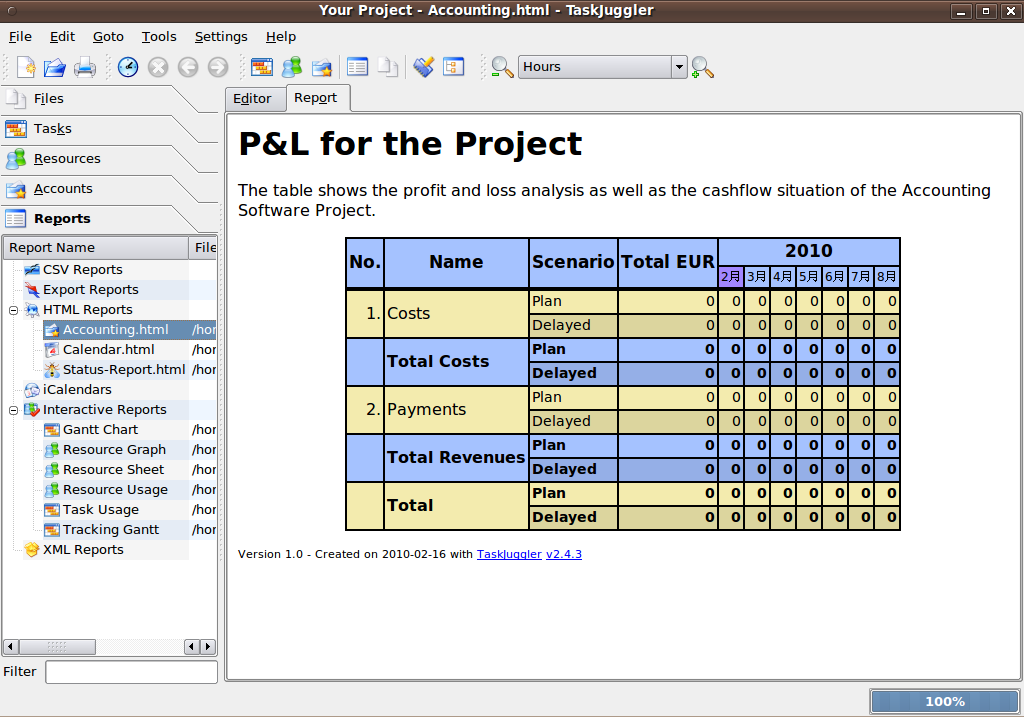 Your Project - Accounting.html - TaskJuggler
File Edit Goto Tools Settings Help
Hours
Files
Tasks
Resources
Accounts
Reports
Report Name File
CSV Reports
Export Reports
HTML Reports
Accounting.html /hor
Calendar.html /hor
Status-Report.html /hor
iCalendars
Interactive Reports
Gantt Chart /hor
Resource Graph /hor
Resource Sheet /hor
Resource Usage /hor
Task Usage /hor
Tracking Gantt /hor
XML Reports
Filter
Editor Report
P&L for the Project
The table shows the profit and loss analysis as well as the cashflow situation of the Accounting
Software Project.
No. Name Scenario Total EUR 2010
2月 3月 4月 5月 6月 7月 8月
1. Costs Plan 0 0 0 0 0 0 0 0
Delayed 0 0 0 0 0 0 0 0
Total Costs Plan 0 0 0 0 0 0 0 0
Delayed 0 0 0 0 0 0 0 0
2. Payments Plan 0 0 0 0 0 0 0 0
Delayed 0 0 0 0 0 0 0 0
Total Revenues Plan 0 0 0 0 0 0 0 0
Delayed 0 0 0 0 0 0 0 0
Total Plan 0 0 0 0 0 0 0 0
Delayed 0 0 0 0 0 0 0 0
Version 1.0 - Created on 2010-02-16 with TaskJuggler v2.4.3
100%